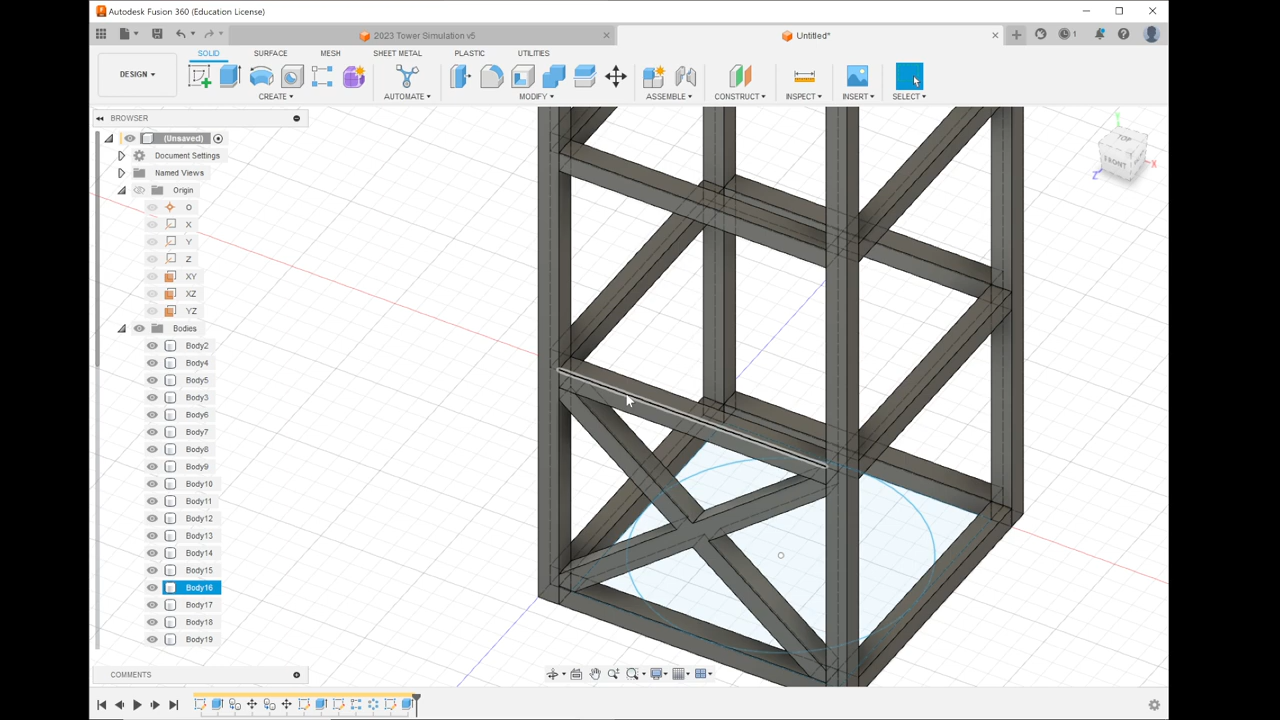 Autodesk Fusion 360 (Education License)
2023 Tower Simulation v5
Untitled*
1
DESIGN
SOLID SURFACE MESH SHEET METAL PLASTIC UTILITIES
CREATE AUTOMATE MODIFY ASSEMBLE CONSTRUCT INSPECT INSERT SELECT
BROWSER
(Unsaved)
Document Settings
Named Views
Origin
O
X
Y
Z
XY
XZ
YZ
Bodies
Body2
Body4
Body5
Body3
Body6
Body7
Body8
Body9
Body10
Body11
Body12
Body13
Body14
Body15
Body16
Body17
Body18
Body19
COMMENTS
Y
TOP
FRONT
X
Z